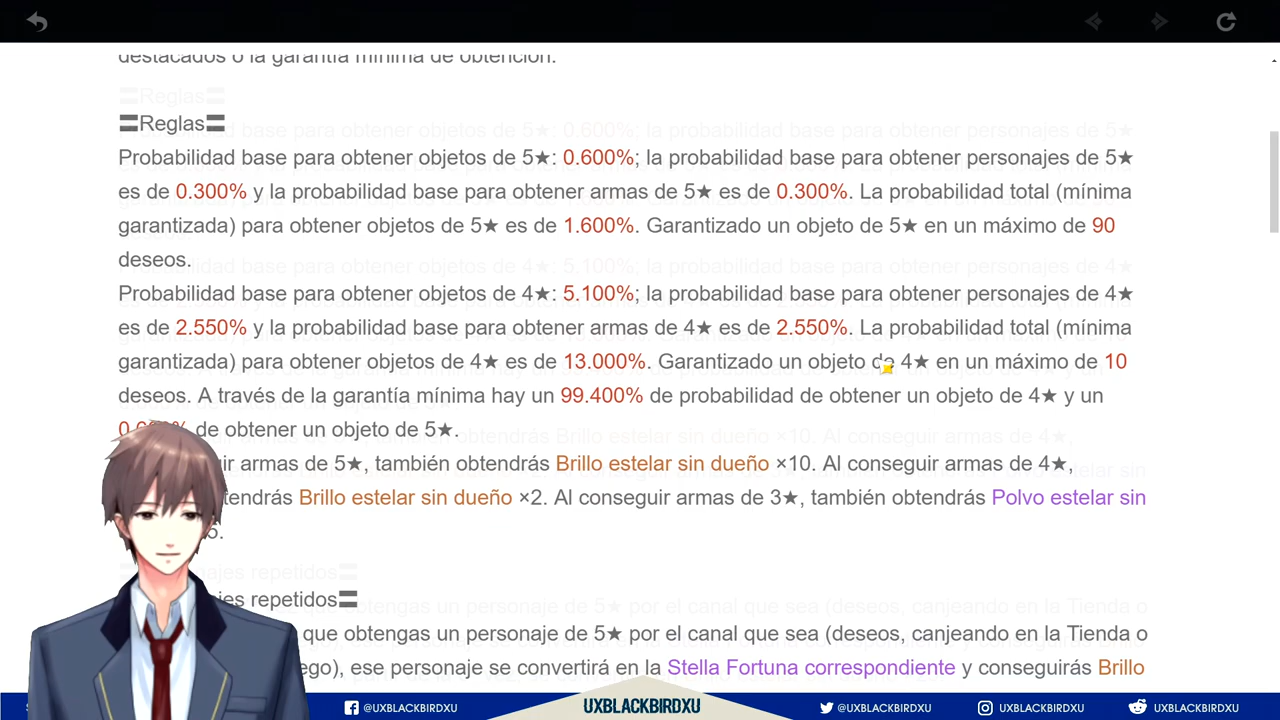 destacados o la garantía mínima de obtención.
〓Reglas〓
〓Reglas〓
Probabilidad base para obtener objetos de 5★: 0.600%; la probabilidad base para obtener personajes de 5★
es de 0.300% y la probabilidad base para obtener armas de 5★ es de 0.300%. La probabilidad total (mínima
garantizada) para obtener objetos de 5★ es de 1.600%. Garantizado un objeto de 5★ en un máximo de 90
deseos.
Probabilidad base para obtener objetos de 4★: 5.100%; la probabilidad base para obtener personajes de 4★
es de 2.550% y la probabilidad base para obtener armas de 4★ es de 2.550%. La probabilidad total (mínima
garantizada) para obtener objetos de 4★ es de 13.000%. Garantizado un objeto de 4★ en un máximo de 10
deseos. A través de la garantía mínima hay un 99.400% de probabilidad de obtener un objeto de 4★ y un
de obtener un objeto de 5★.
ir armas de 5★, también obtendrás Brillo estelar sin dueño ×10. Al conseguir armas de 4★,
tendrás Brillo estelar sin dueño ×2. Al conseguir armas de 3★, también obtendrás Polvo estelar sin
jes repetidos〓
que obtengas un personaje de 5★ por el canal que sea (deseos, canjeando en la Tienda o
ego), ese personaje se convertirá en la Stella Fortuna correspondiente y conseguirás Brillo
@UXBLACKBIRDXU UXBLACKBIRDXU @UXBLACKBIRDXU UXBLACKBIRDXU UXBLACKBIRDXU